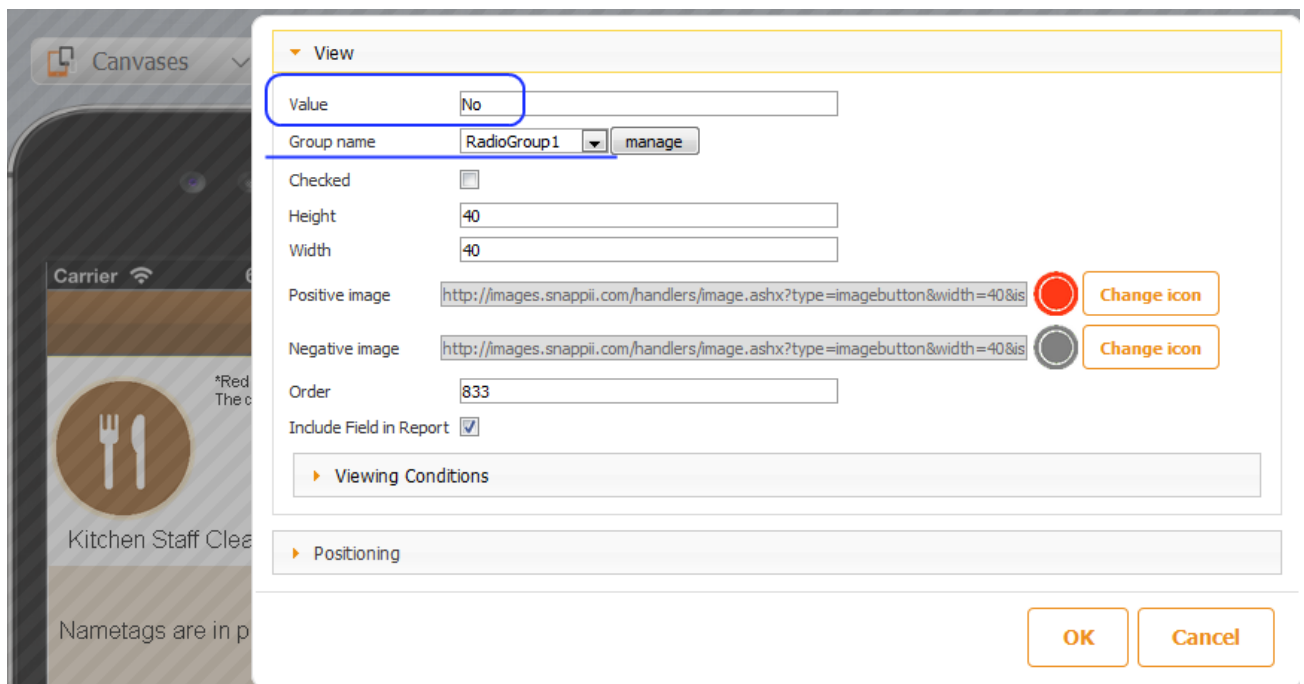 Canvases
View
Value No
Group name RadioGroup1 manage
Checked
Height 40
Width 40
Carrier
Positive image http://images.snappii.com/handlers/image.ashx?type=imagebutton&width=40&is Change icon
Negative image http://images.snappii.com/handlers/image.ashx?type=imagebutton&width=40&is Change icon
*Red
The c
Order 833
Include Field in Report
Viewing Conditions
Kitchen Staff Clea
Positioning
Nametags are in p
OK Cancel